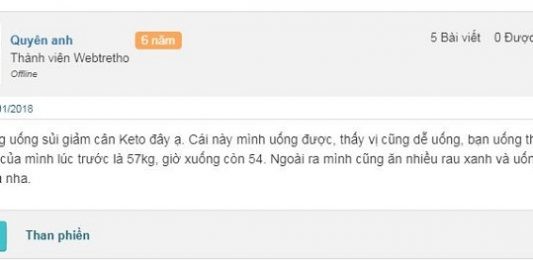 Quyên anh
6 năm
5 Bài viết 0 Được
Thành viên Webtretho
Offline
01/2018
g uống sủi giảm cân Keto đây ạ. Cái này mình uống được, thấy vị cũng dễ uống, bạn uống th
của mình lúc trước là 57kg, giờ xuống còn 54. Ngoài ra mình cũng ăn nhiều rau xanh và uốn
nha.
Than phiền